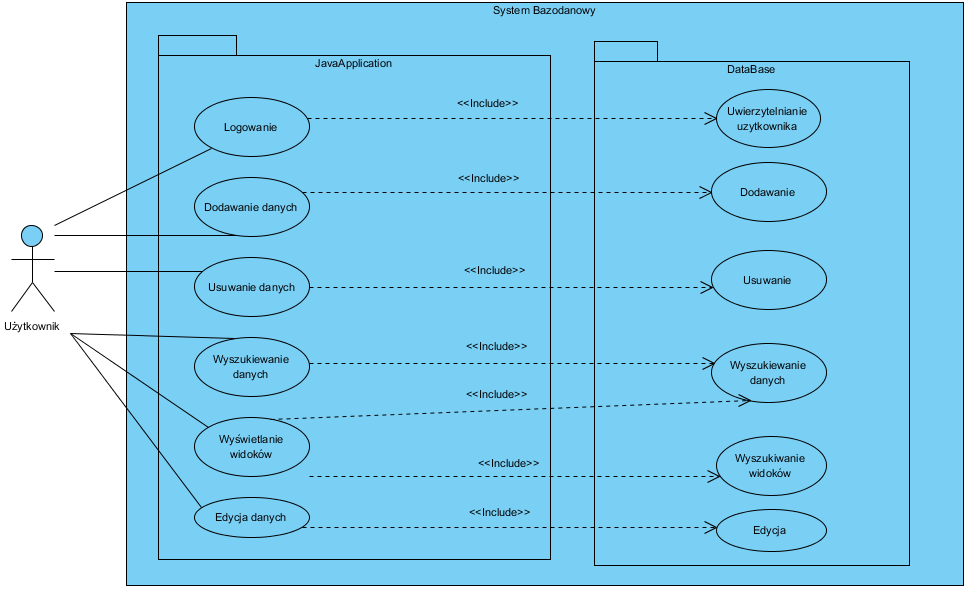 System Bazodanowy
JavaApplication
DataBase
<<Include>>
Logowanie
Uwierzytelnianie
uzytkownika
<<Include>>
Dodawanie danych
Dodawanie
<<Include>>
Usuwanie danych
Usuwanie
Użytkownik
<<Include>>
Wyszukiewanie
danych
Wyszukiewanie
danych
<<Include>>
Wyświetlanie
widoków
<<Include>>
Wyszukiwanie
widoków
<<Include>>
Edycja danych
Edycja